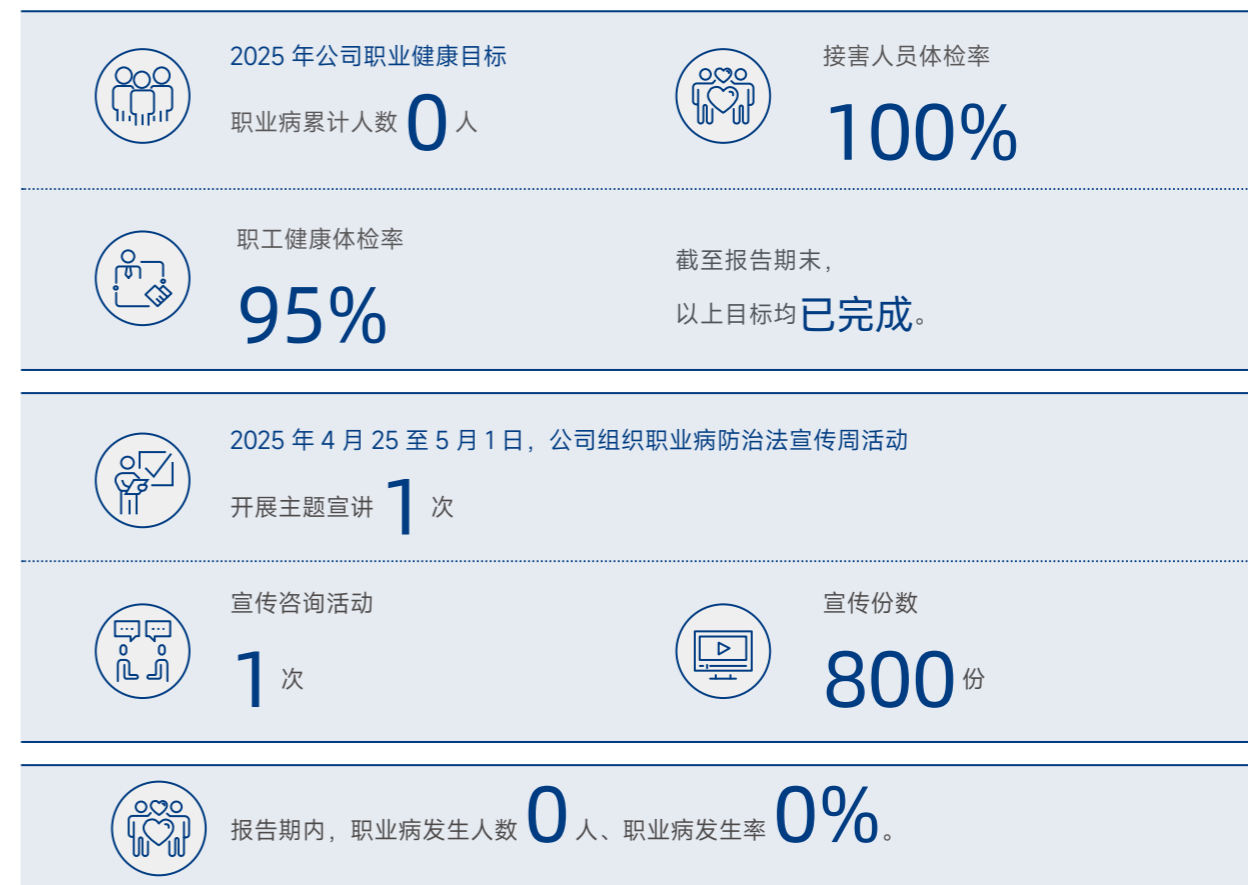 2025 年公司职业健康目标
职业病累计人数 0 人
接害人员体检率
100%
职工健康体检率
95%
截至报告期末，
以上目标均已完成。
2025 年 4 月 25 至 5 月 1 日，公司组织职业病防治法宣传周活动
开展主题宣讲 1 次
宣传咨询活动
1 次
宣传份数
800 份
报告期内，职业病发生人数 0 人、职业病发生率 0%。